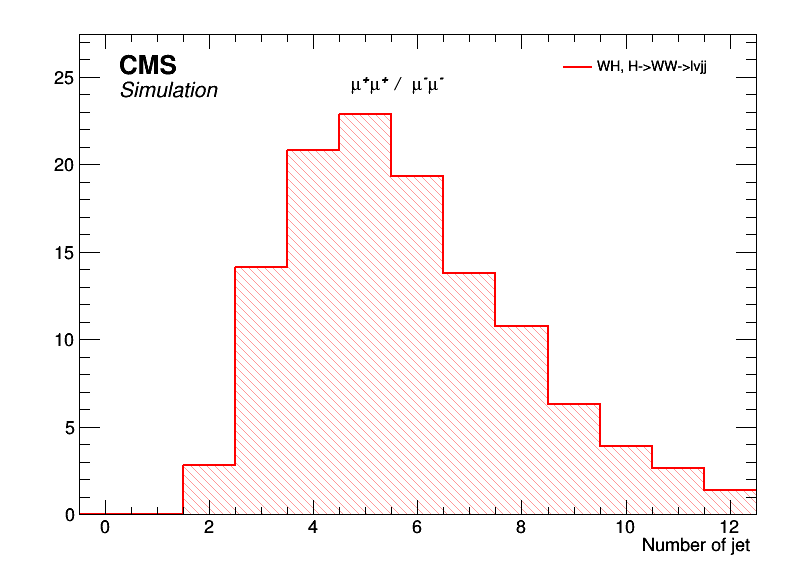 CMS
Simulation
μ⁺μ⁺ / μ⁻μ⁻
WH, H->WW->lvjj
25
20
15
10
5
0
0 2 4 6 8 10 12
Number of jet